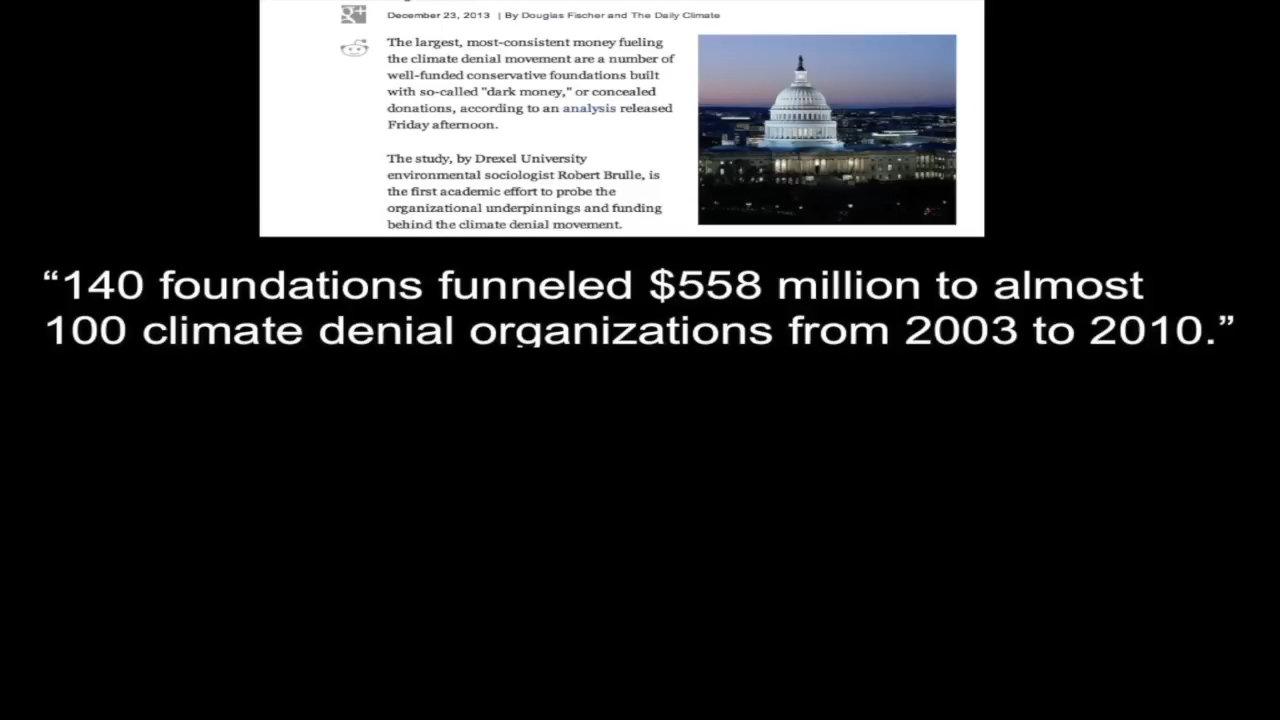 December 23, 2013 | By Douglas Fischer and The Daily Climate
The largest, most-consistent money fueling
the climate denial movement are a number of
well-funded conservative foundations built
with so-called "dark money," or concealed
donations, according to an analysis released
Friday afternoon.
The study, by Drexel University
environmental sociologist Robert Brulle, is
the first academic effort to probe the
organizational underpinnings and funding
behind the climate denial movement.
“140 foundations funneled $558 million to almost
100 climate denial organizations from 2003 to 2010.”